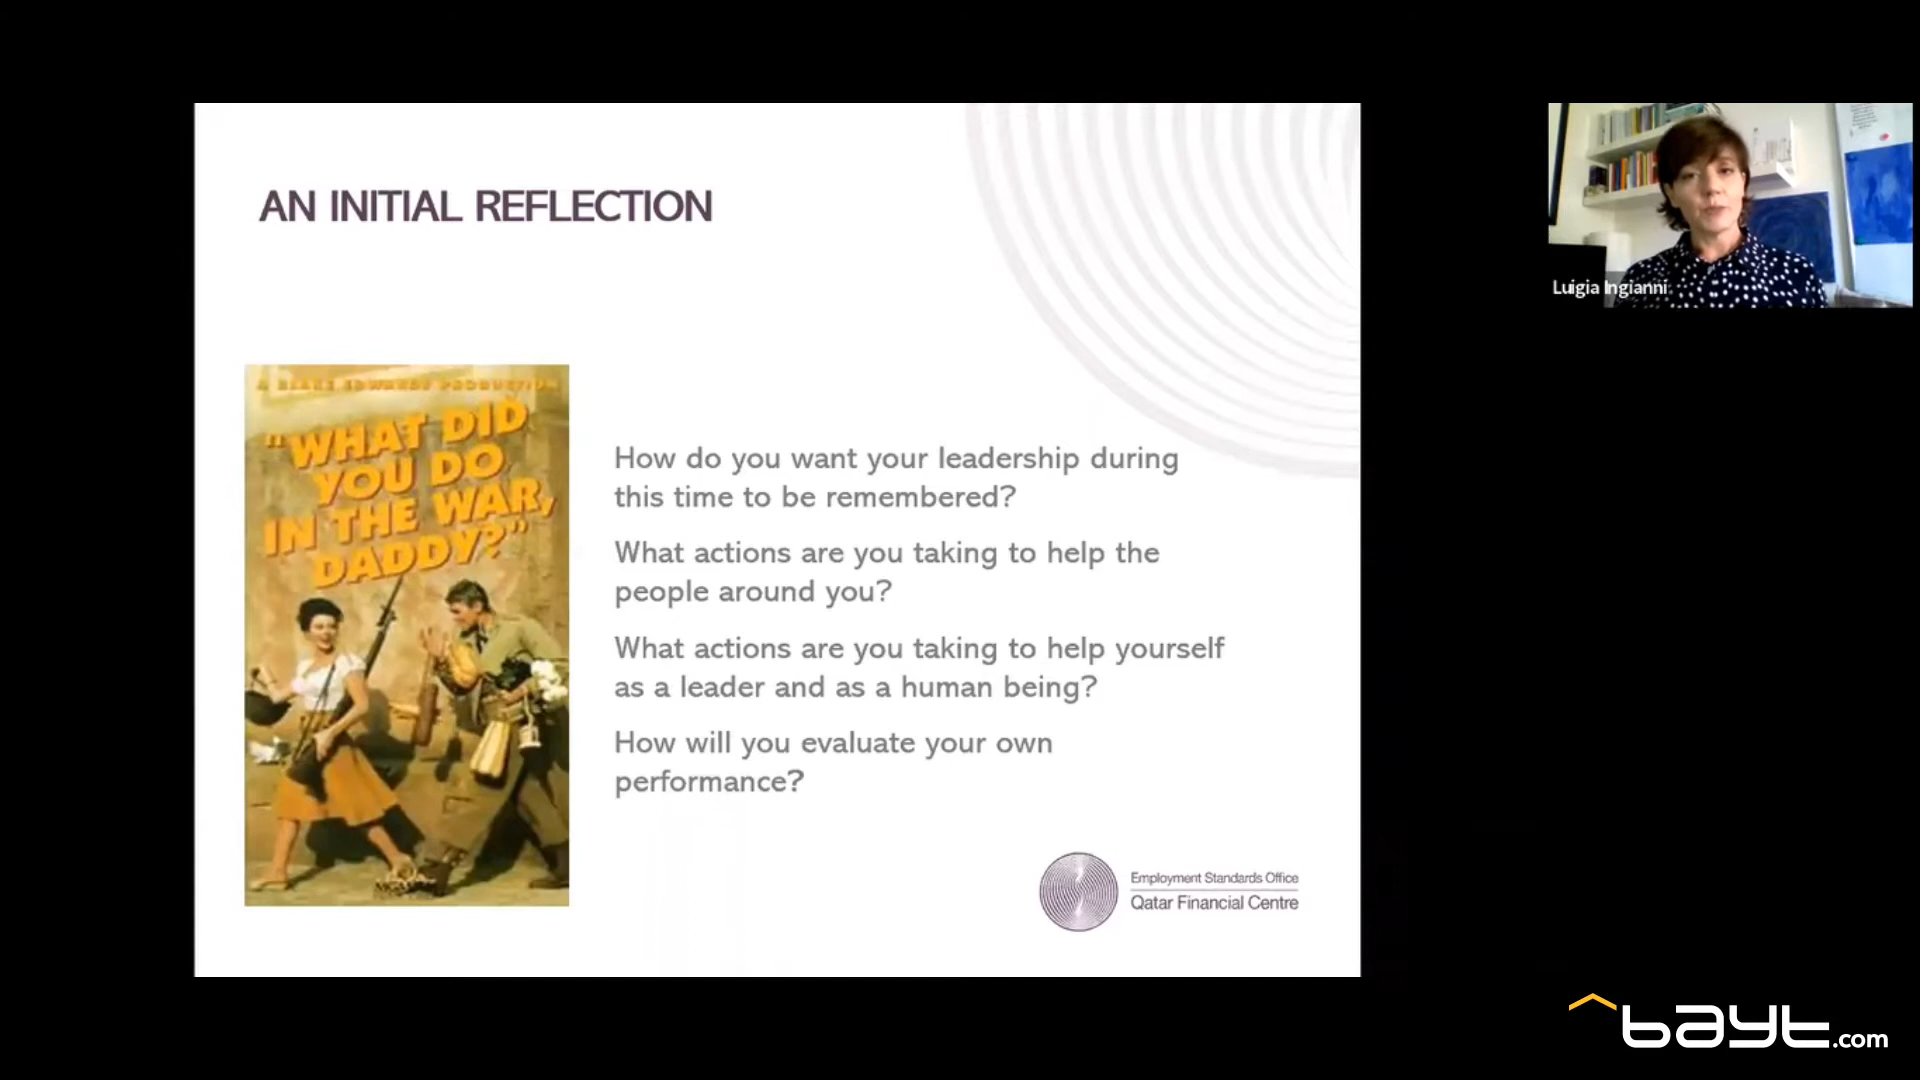 AN INITIAL REFLECTION
Luigia Ingianni
A BLAKE EDWARDS PRODUCTION
"WHAT DID
YOU DO
IN THE WAR,
DADDY?"
How do you want your leadership during
this time to be remembered?
What actions are you taking to help the
people around you?
What actions are you taking to help yourself
as a leader and as a human being?
How will you evaluate your own
performance?
Employment Standards Office
Qatar Financial Centre
bayt.com